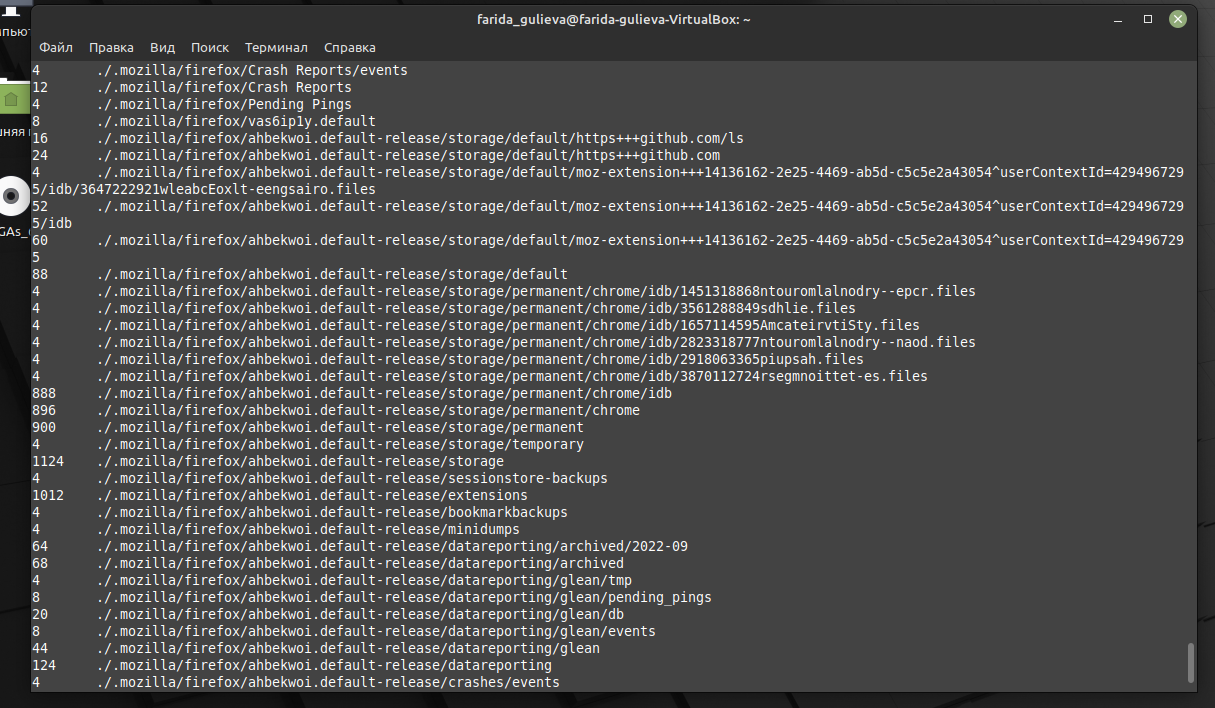 farida_gulieva@farida-gulieva-VirtualBox: ~
Файл Правка Вид Поиск Терминал Справка
4 ./.mozilla/firefox/Crash Reports/events
12 ./.mozilla/firefox/Crash Reports
4 ./.mozilla/firefox/Pending Pings
8 ./.mozilla/firefox/vas6ip1y.default
16 ./.mozilla/firefox/ahbekwoi.default-release/storage/default/https+++github.com/ls
24 ./.mozilla/firefox/ahbekwoi.default-release/storage/default/https+++github.com
4 ./.mozilla/firefox/ahbekwoi.default-release/storage/default/moz-extension+++14136162-2e25-4469-ab5d-c5c5e2a43054^userContextId=429496729
5/idb/3647222921wleabcEoxlt-eengsairo.files
52 ./.mozilla/firefox/ahbekwoi.default-release/storage/default/moz-extension+++14136162-2e25-4469-ab5d-c5c5e2a43054^userContextId=429496729
5/idb
60 ./.mozilla/firefox/ahbekwoi.default-release/storage/default/moz-extension+++14136162-2e25-4469-ab5d-c5c5e2a43054^userContextId=429496729
5
88 ./.mozilla/firefox/ahbekwoi.default-release/storage/default
4 ./.mozilla/firefox/ahbekwoi.default-release/storage/permanent/chrome/idb/1451318868ntouromlalnodry--epcr.files
4 ./.mozilla/firefox/ahbekwoi.default-release/storage/permanent/chrome/idb/3561288849sdhlie.files
4 ./.mozilla/firefox/ahbekwoi.default-release/storage/permanent/chrome/idb/1657114595AmcateirvtiSty.files
4 ./.mozilla/firefox/ahbekwoi.default-release/storage/permanent/chrome/idb/2823318777ntouromlalnodry--naod.files
4 ./.mozilla/firefox/ahbekwoi.default-release/storage/permanent/chrome/idb/2918063365piupsah.files
4 ./.mozilla/firefox/ahbekwoi.default-release/storage/permanent/chrome/idb/3870112724rsegmnoittet-es.files
888 ./.mozilla/firefox/ahbekwoi.default-release/storage/permanent/chrome/idb
896 ./.mozilla/firefox/ahbekwoi.default-release/storage/permanent/chrome
900 ./.mozilla/firefox/ahbekwoi.default-release/storage/permanent
4 ./.mozilla/firefox/ahbekwoi.default-release/storage/temporary
1124 ./.mozilla/firefox/ahbekwoi.default-release/storage
4 ./.mozilla/firefox/ahbekwoi.default-release/sessionstore-backups
1012 ./.mozilla/firefox/ahbekwoi.default-release/extensions
4 ./.mozilla/firefox/ahbekwoi.default-release/bookmarkbackups
4 ./.mozilla/firefox/ahbekwoi.default-release/minidumps
64 ./.mozilla/firefox/ahbekwoi.default-release/datareporting/archived/2022-09
68 ./.mozilla/firefox/ahbekwoi.default-release/datareporting/archived
4 ./.mozilla/firefox/ahbekwoi.default-release/datareporting/glean/tmp
8 ./.mozilla/firefox/ahbekwoi.default-release/datareporting/glean/pending_pings
20 ./.mozilla/firefox/ahbekwoi.default-release/datareporting/glean/db
8 ./.mozilla/firefox/ahbekwoi.default-release/datareporting/glean/events
44 ./.mozilla/firefox/ahbekwoi.default-release/datareporting/glean
124 ./.mozilla/firefox/ahbekwoi.default-release/datareporting
4 ./.mozilla/firefox/ahbekwoi.default-release/crashes/events